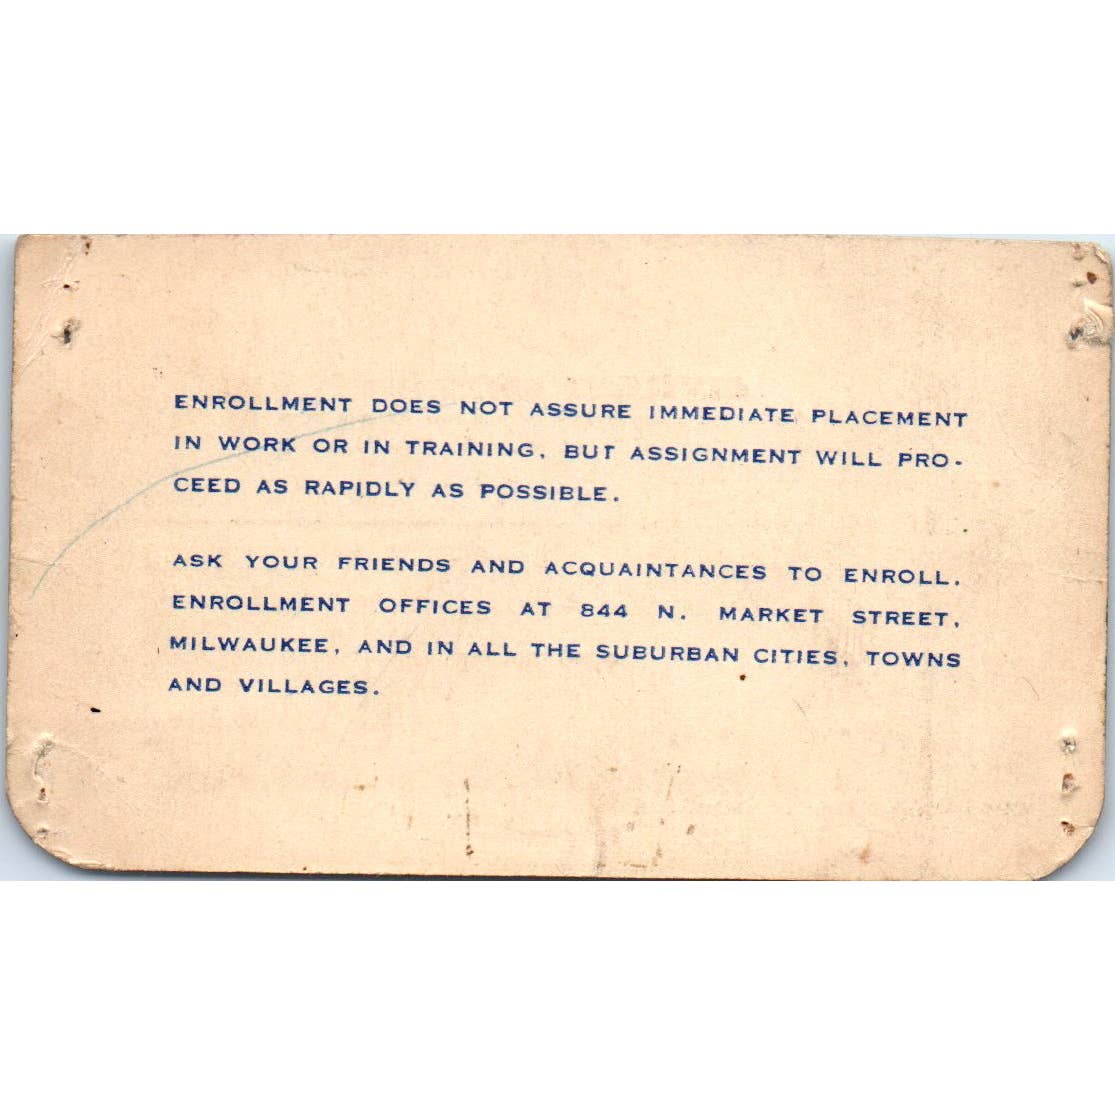 ENROLLMENT DOES NOT ASSURE IMMEDIATE PLACEMENT
IN WORK OR IN TRAINING, BUT ASSIGNMENT WILL PRO-
CEED AS RAPIDLY AS POSSIBLE.
ASK YOUR FRIENDS AND ACQUAINTANCES TO ENROLL.
ENROLLMENT OFFICES AT 844 N. MARKET STREET,
MILWAUKEE, AND IN ALL THE SUBURBAN CITIES, TOWNS
AND VILLAGES.